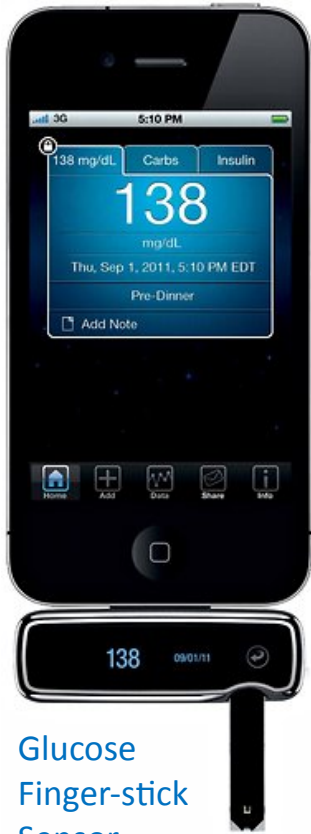 3G 5:10 PM
138 mg/dL Carbs Insulin
138
mg/dL
Thu, Sep 1, 2011, 5:10 PM EDT
Pre-Dinner
Add Note
Home Add Data Share Info
138 09/01/11
Glucose
Finger-stick
Sensor